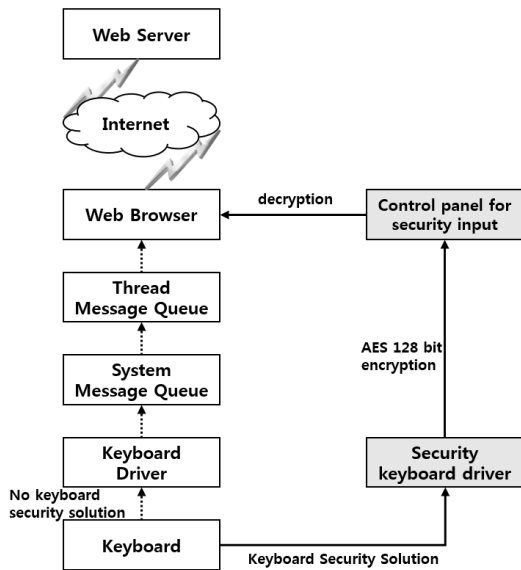 Web Server
Internet
Web Browser
decryption
Control panel for
security input
Thread
Message Queue
AES 128 bit
encryption
System
Message Queue
Keyboard
Driver
Security
keyboard driver
No keyboard
security solution
Keyboard
Keyboard Security Solution